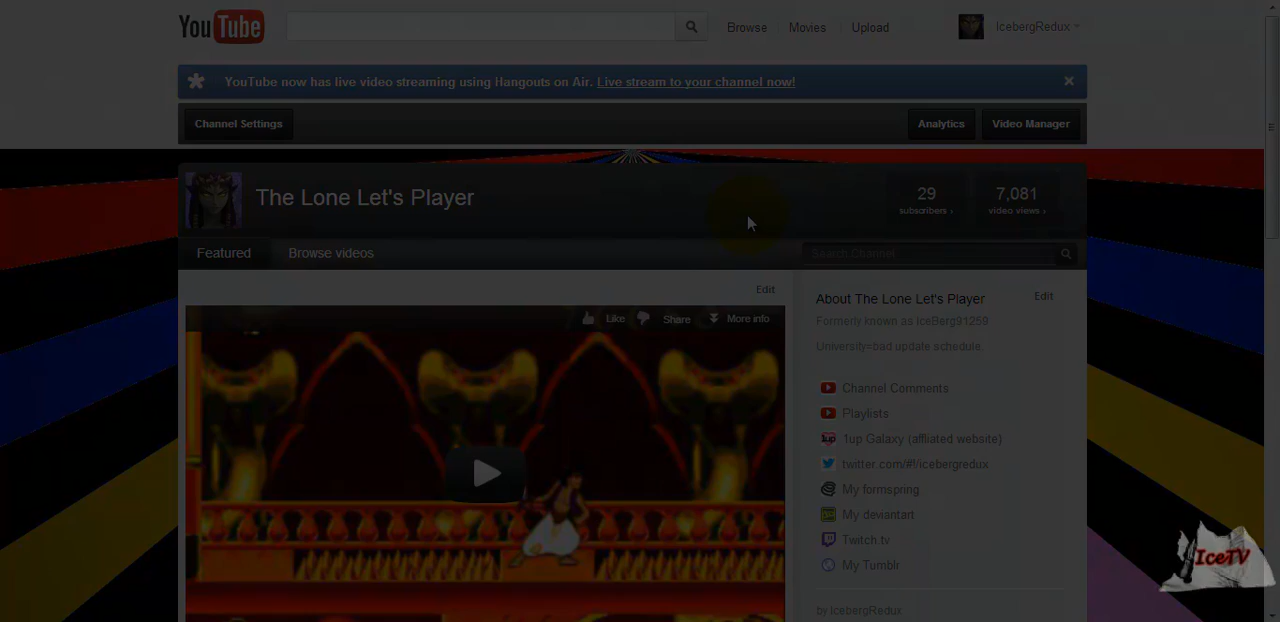 YouTube
Browse
Movies
Upload
IcebergRedux
YouTube now has live video streaming using Hangouts on Air. Live stream to your channel now!
Channel Settings
Analytics
Video Manager
The Lone Let's Player
29
subscribers
7,081
video views
Featured
Browse videos
Search Channel
Edit
Like
Share
More info
About The Lone Let's Player
Edit
Formerly known as IceBerg91259
University=bad update schedule.
Channel Comments
Playlists
1up Galaxy (affliated website)
twitter.com/#!/icebergredux
My formspring
My deviantart
Twitch.tv
My Tumblr
by IcebergRedux
IceTV